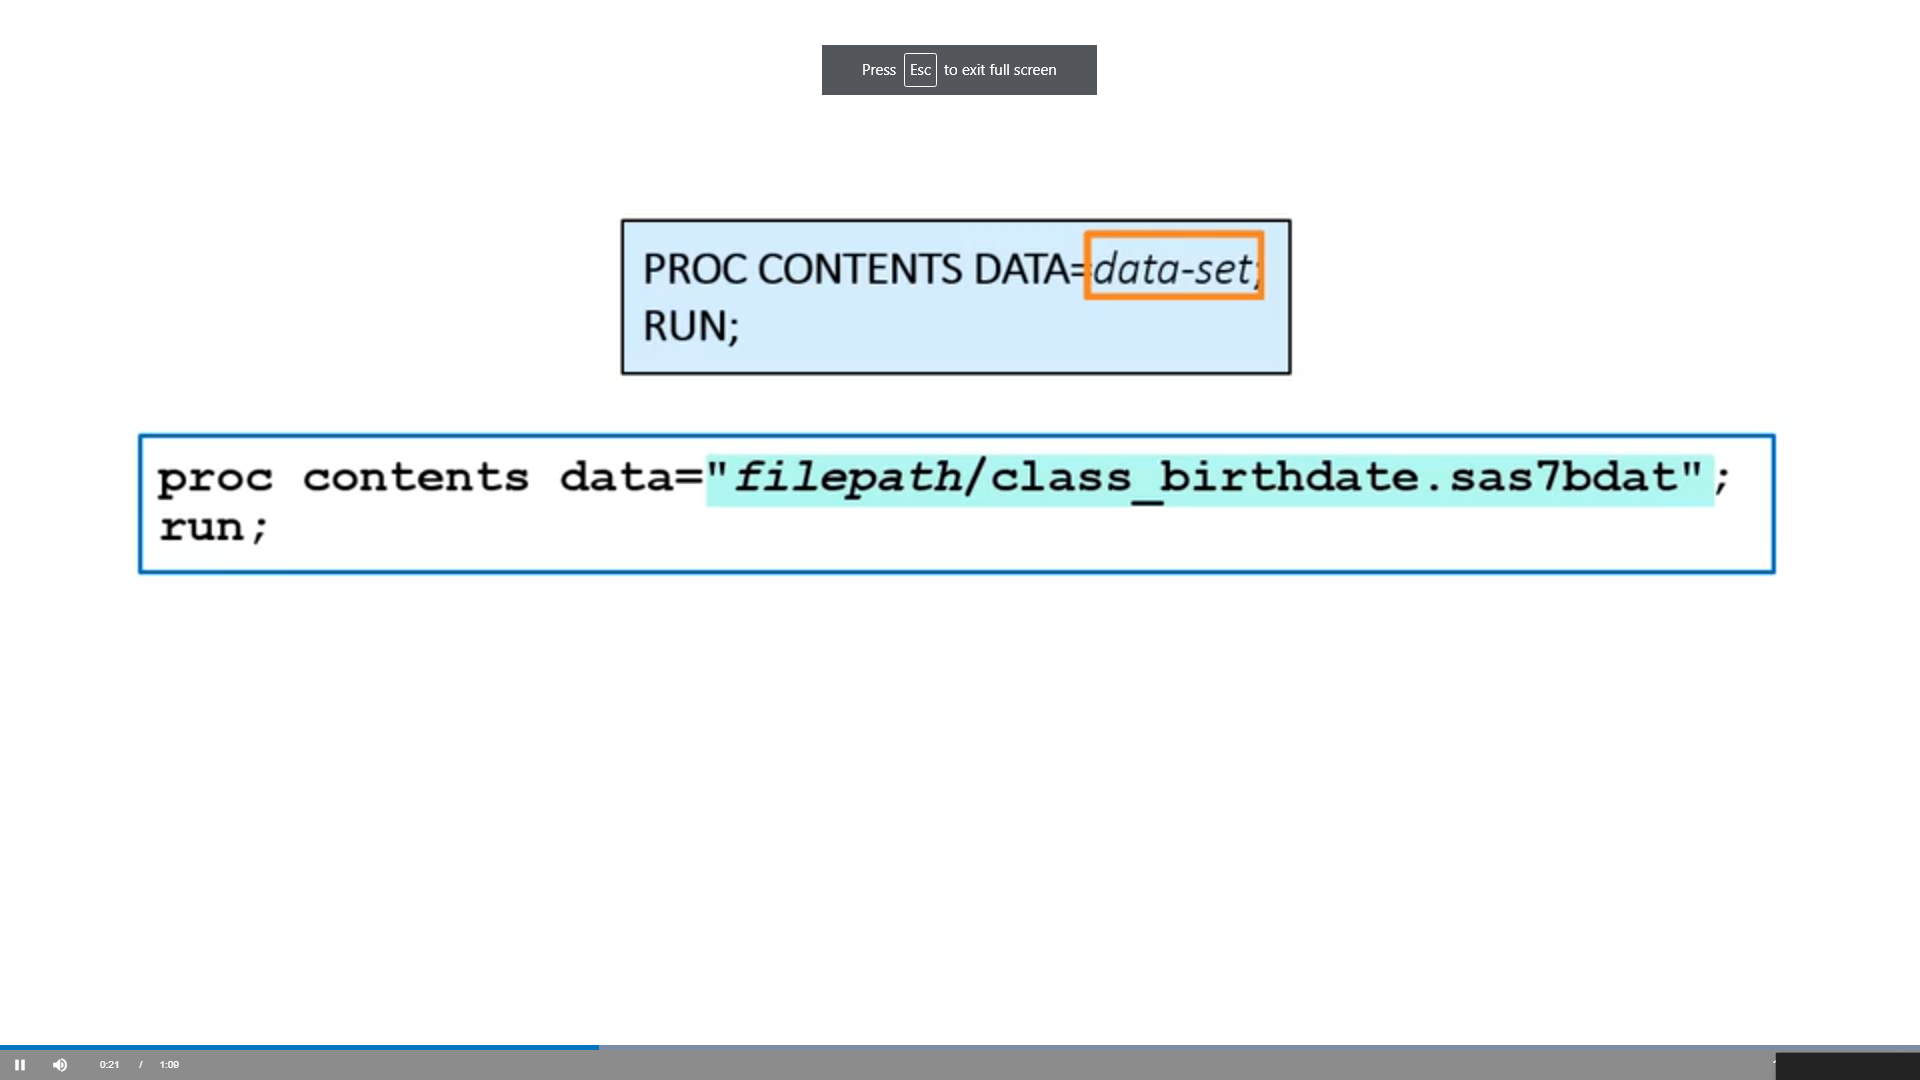 Press Esc to exit full screen
PROC CONTENTS DATA=data-set;
RUN;
proc contents data="filepath/class_birthdate.sas7bdat";
run;
0:21 / 1:09